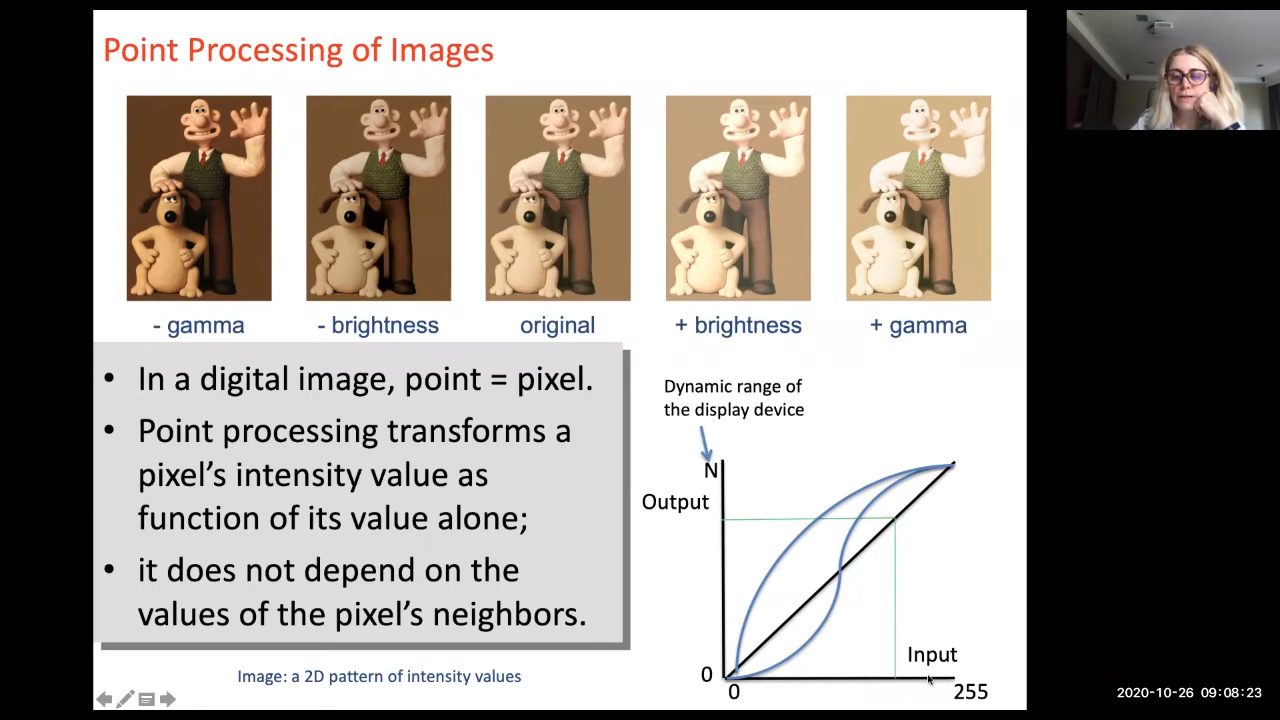 Point Processing of Images
- gamma
- brightness
original
+ brightness
+ gamma
• In a digital image, point = pixel.
• Point processing transforms a
pixel’s intensity value as
function of its value alone;
• it does not depend on the
values of the pixel’s neighbors.
Image: a 2D pattern of intensity values
Dynamic range of
the display device
N
Output
Input
0
0
255
2020-10-26 09:08:23